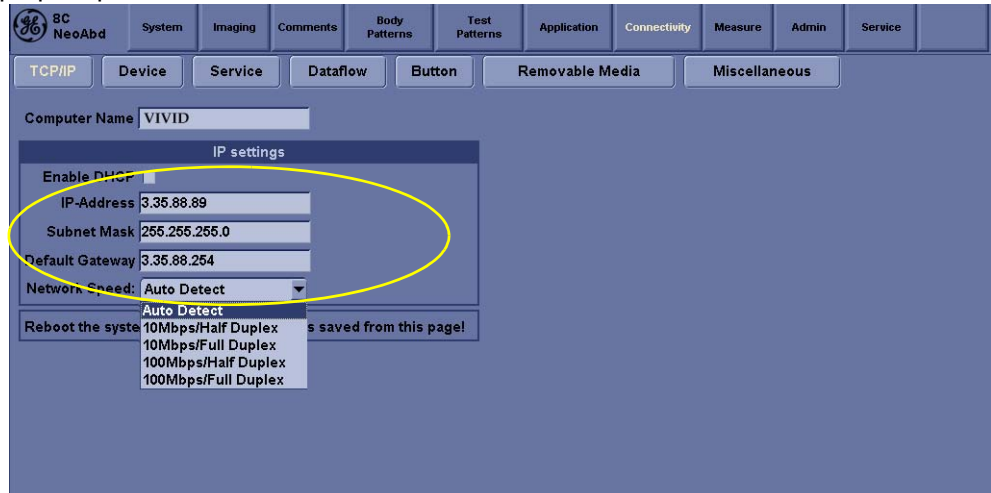 8C
NeoAbd
System
Imaging
Comments
Body
Patterns
Test
Patterns
Application
Connectivity
Measure
Admin
Service
TCP/IP
Device
Service
Dataflow
Button
Removable Media
Miscellaneous
Computer Name VIVID
IP settings
Enable DHCP
IP-Address 3.35.88.89
Subnet Mask 255.255.255.0
Default Gateway 3.35.88.254
Network Speed: Auto Detect
Auto Detect
Reboot the syste s saved from this page!
10Mbps/Half Duplex
10Mbps/Full Duplex
100Mbps/Half Duplex
100Mbps/Full Duplex